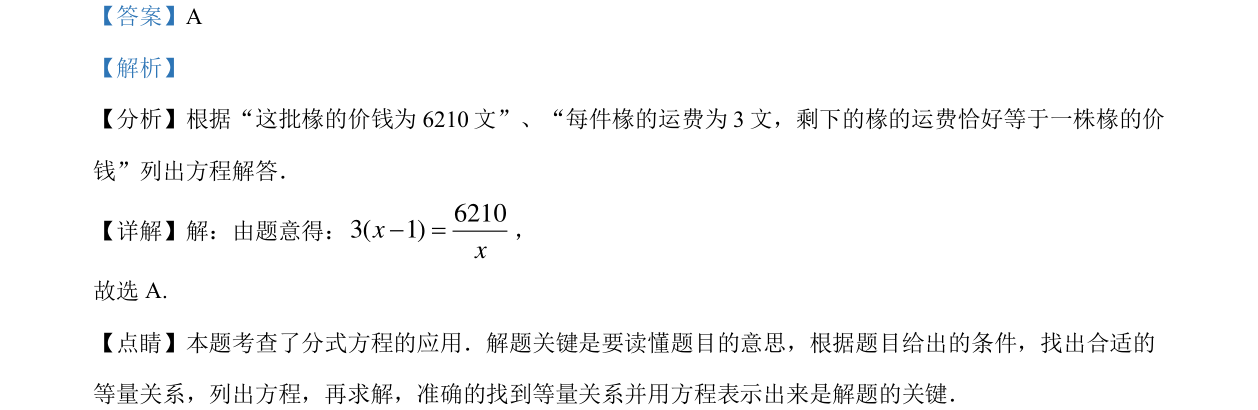 【答案】A
【解析】
【分析】根据“这批椽的价钱为 6210 文”、“每件椽的运费为 3 文，剩下的椽的运费恰好等于一株椽的价
钱”列出方程解答．
【详解】解：由题意得：3(x−1)=6210/x，
故选 A.
【点睛】本题考查了分式方程的应用．解题关键是要读懂题目的意思，根据题目给出的条件，找出合适的
等量关系，列出方程，再求解，准确的找到等量关系并用方程表示出来是解题的关键．